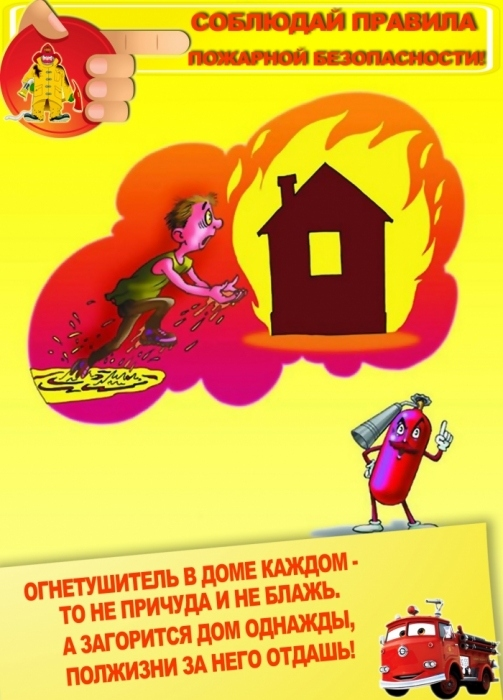 СОБЛЮДАЙ ПРАВИЛА
ПОЖАРНОЙ БЕЗОПАСНОСТИ!
ОГНЕТУШИТЕЛЬ В ДОМЕ КАЖДОМ -
ТО НЕ ПРИЧУДА И НЕ БЛАЖЬ.
А ЗАГОРИТСЯ ДОМ ОДНАЖДЫ,
ПОЛЖИЗНИ ЗА НЕГО ОТДАШЬ!